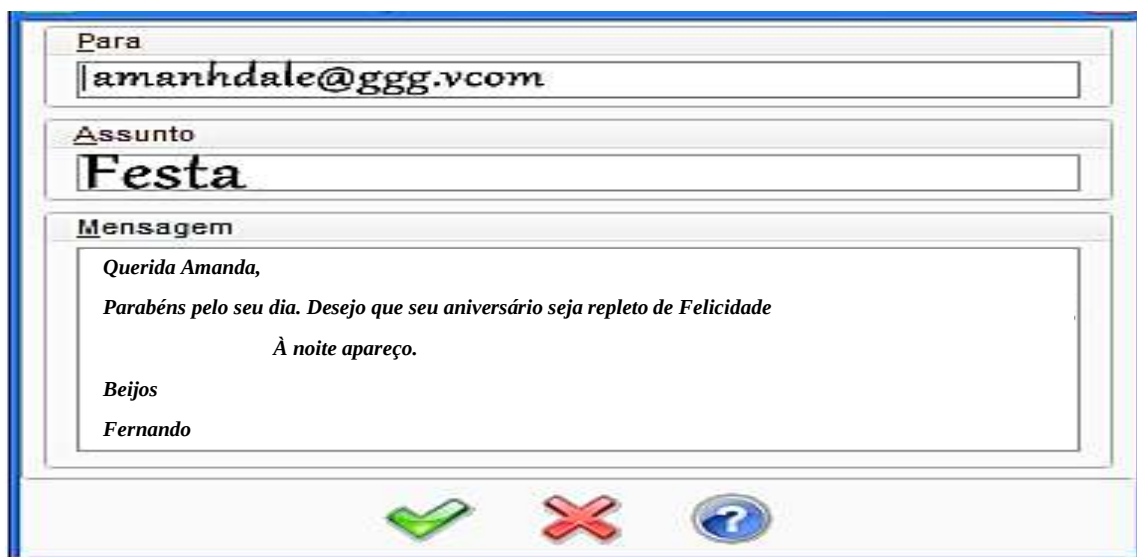 Para
amanhdale@ggg.vcom
Assunto
Festa
Mensagem
Querida Amanda,
Parabéns pelo seu dia. Desejo que seu aniversário seja repleto de Felicidade
À noite apareço.
Beijos
Fernando
?